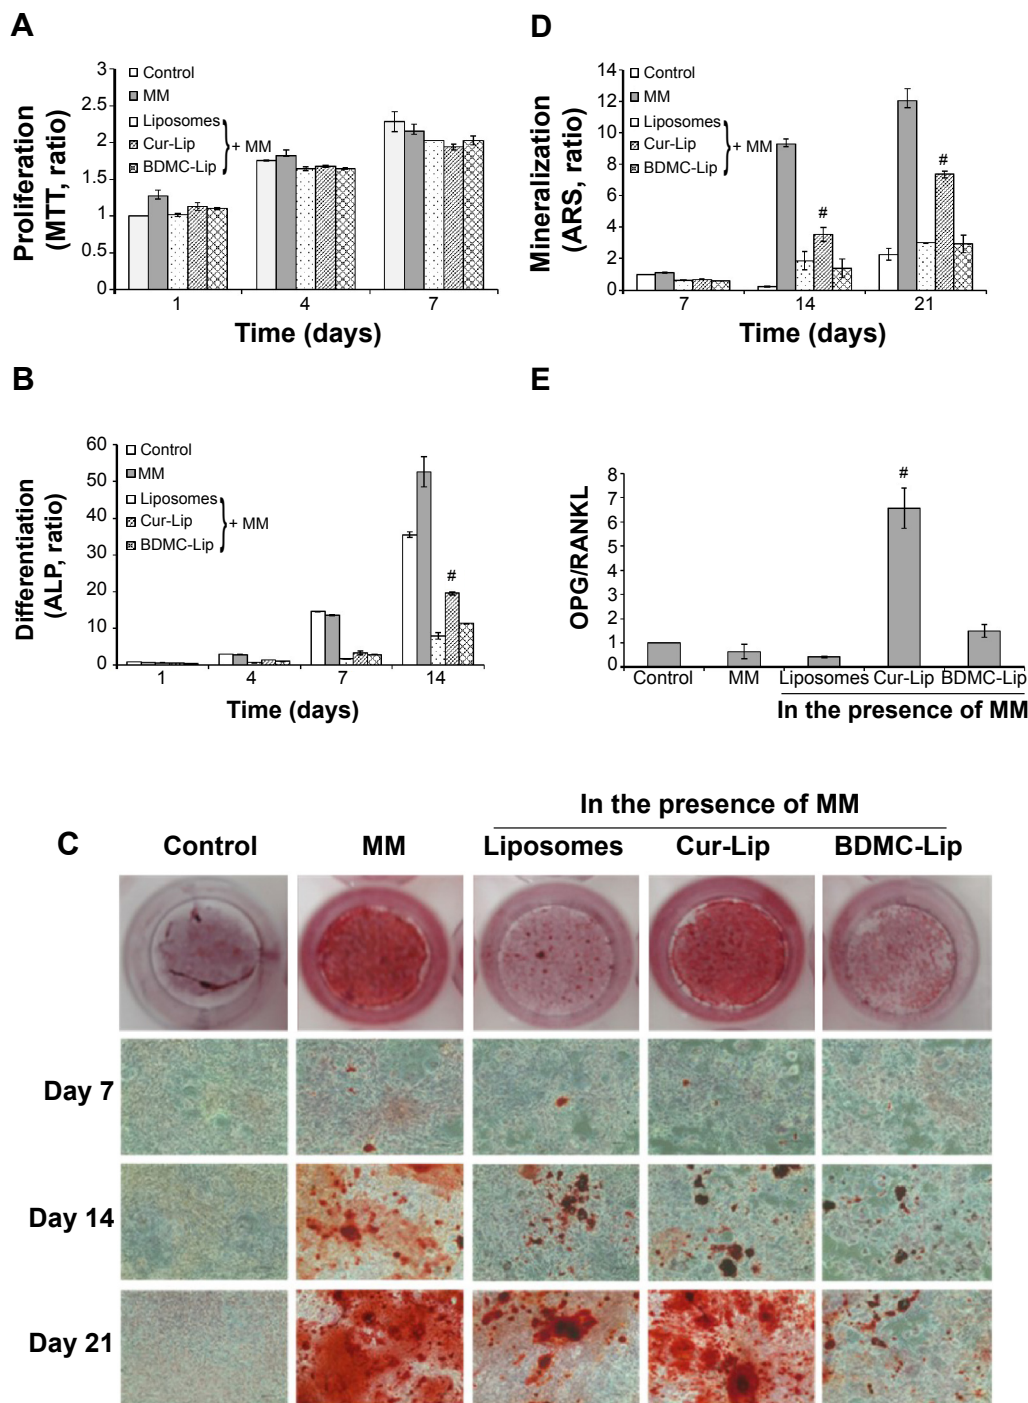 A
Proliferation
(MTT, ratio)
3
2.5
2
1.5
1
0.5
0
Control
MM
Liposomes
Cur-Lip
BDMC-Lip
+ MM
1 4 7
Time (days)
D
Mineralization
(ARS, ratio)
14
12
10
8
6
4
2
0
Control
MM
Liposomes
Cur-Lip
BDMC-Lip
+ MM
#
#
7 14 21
Time (days)
B
Differentiation
(ALP, ratio)
60
50
40
30
20
10
0
Control
MM
Liposomes
Cur-Lip
BDMC-Lip
+ MM
#
1 4 7 14
Time (days)
E
OPG/RANKL
8
7
6
5
4
3
2
1
0
#
Control MM Liposomes Cur-Lip BDMC-Lip
In the presence of MM
In the presence of MM
C Control MM Liposomes Cur-Lip BDMC-Lip
Day 7
Day 14
Day 21